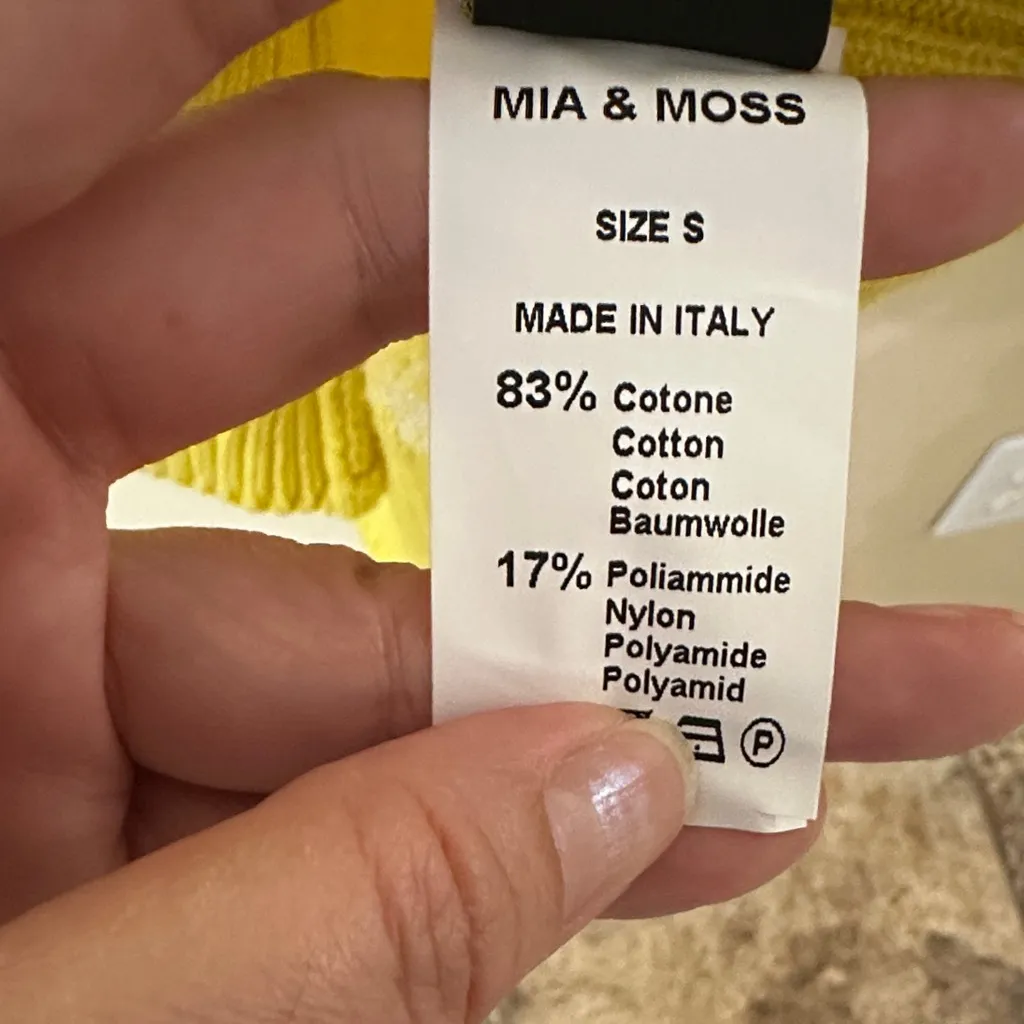 MIA & MOSS
SIZE S
MADE IN ITALY
83% Cotone
Cotton
Coton
Baumwolle
17% Poliammide
Nylon
Polyamide
Polyamid
P